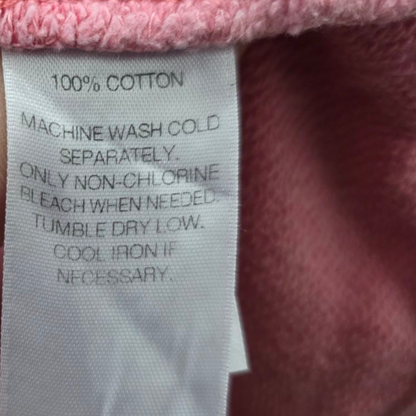 100% COTTON
MACHINE WASH COLD
SEPARATELY.
ONLY NON-CHLORINE
BLEACH WHEN NEEDED.
TUMBLE DRY LOW.
COOL IRON IF
NECESSARY.